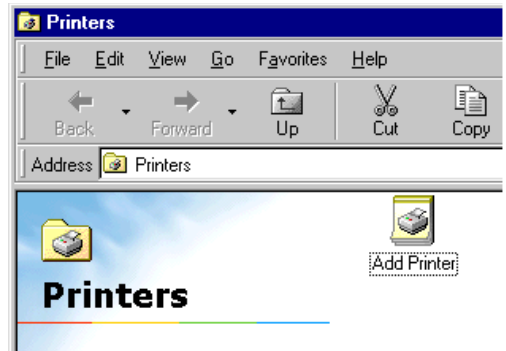 Printers
File Edit View Go Favorites Help
Back Forward Up Cut Copy
Address Printers
Add Printer
Printers